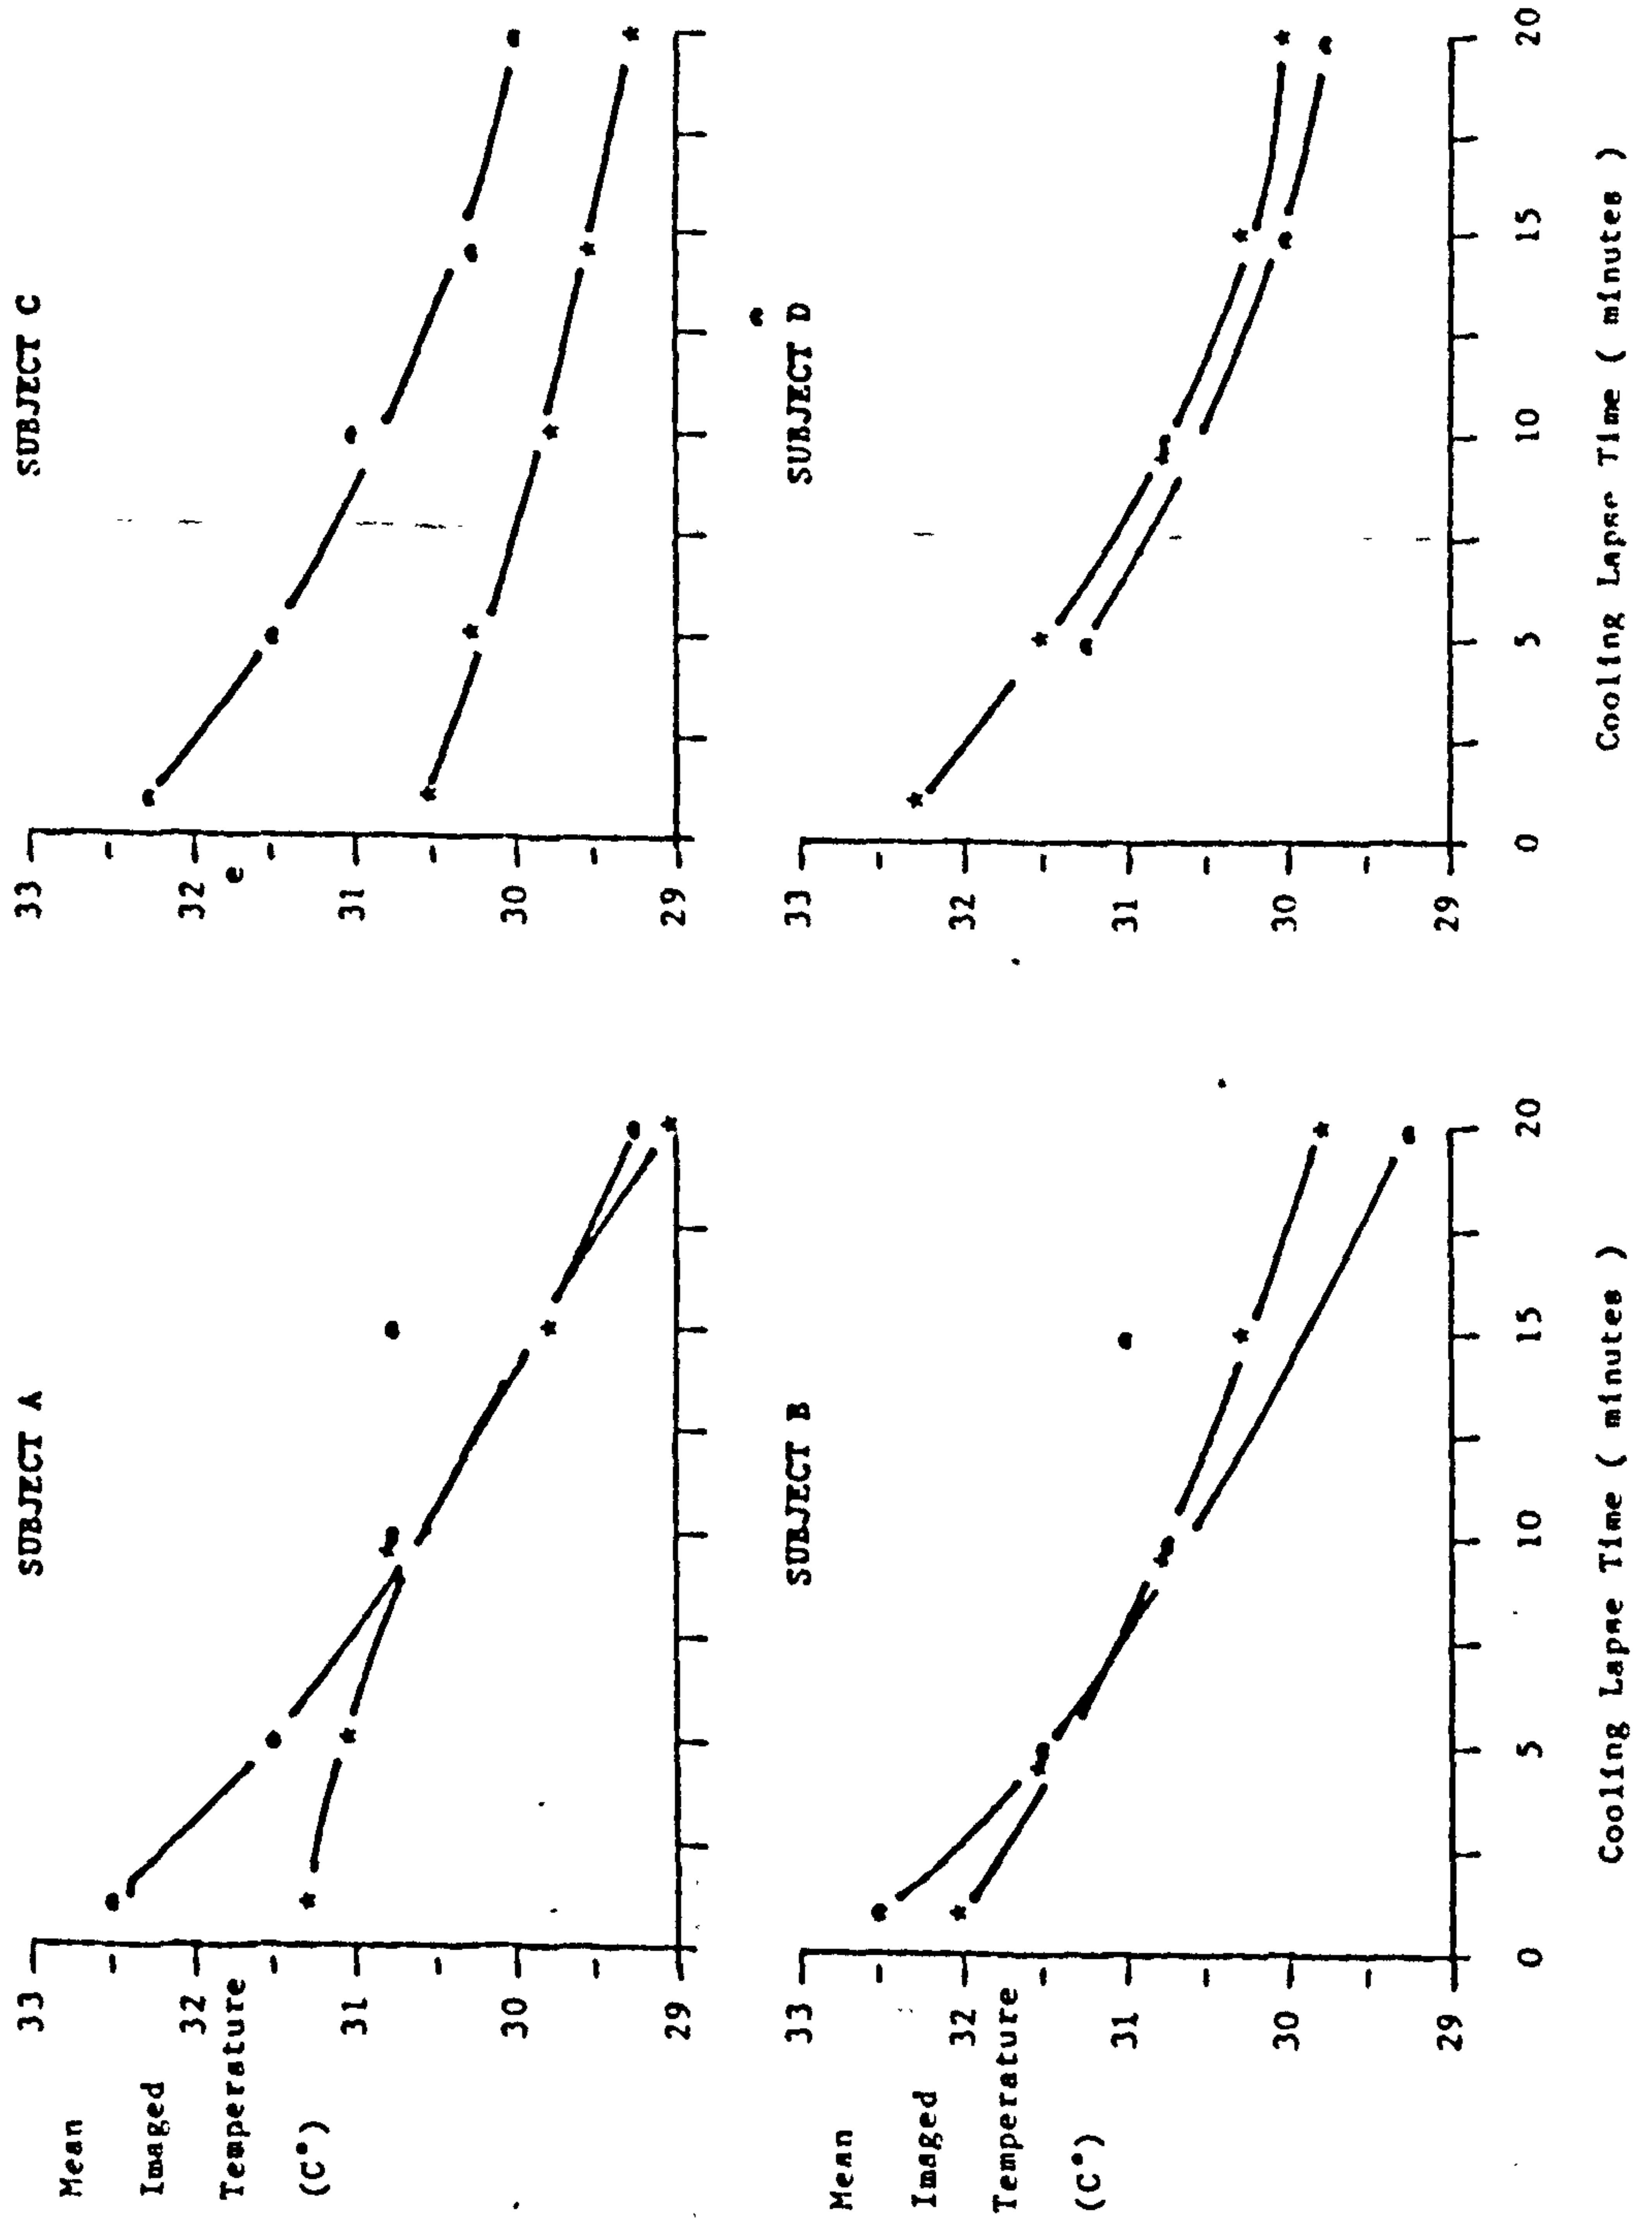 SUBJECT A
33
Mean
32
Imaged
31
Temperature
30
(C°)
29
SUBJECT C
33
32
31
30
29
SUBJECT B
33
Mean
32
Imaged
31
Temperature
30
(C°)
29
0 5 10 15 20
Cooling Lapse Time ( minutes )
SUBJECT D
33
32
31
30
29
0 5 10 15 20
Cooling Lapse Time ( minutes )